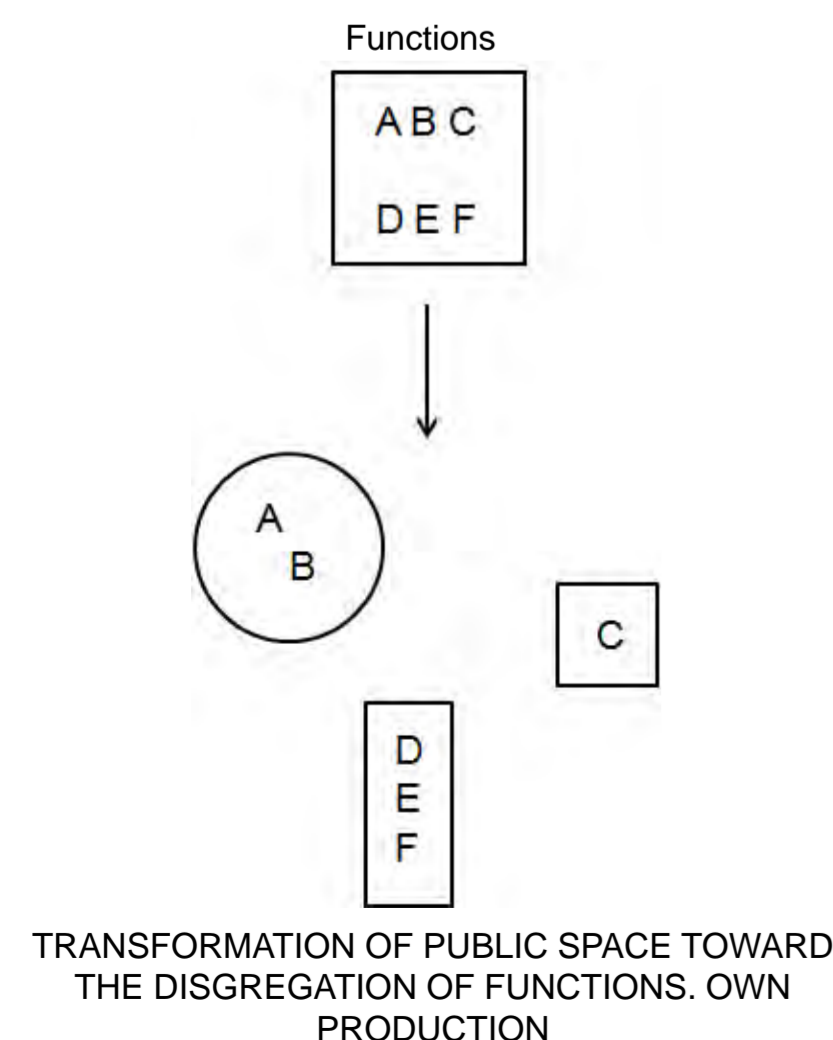 Functions
A B C
D E F
A
B
C
D
E
F
TRANSFORMATION OF PUBLIC SPACE TOWARD
THE DISGREGATION OF FUNCTIONS. OWN
PRODUCTION